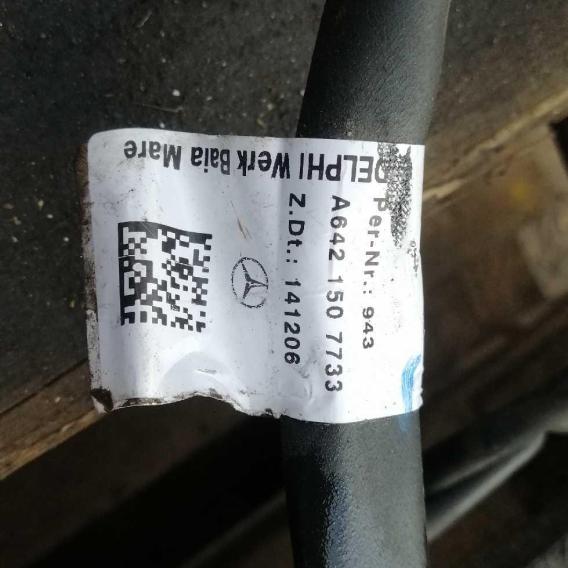 DELPHI Werk Baia Mare
per-Nr.: 943
A642 150 7733
Z.Dt.: 141206